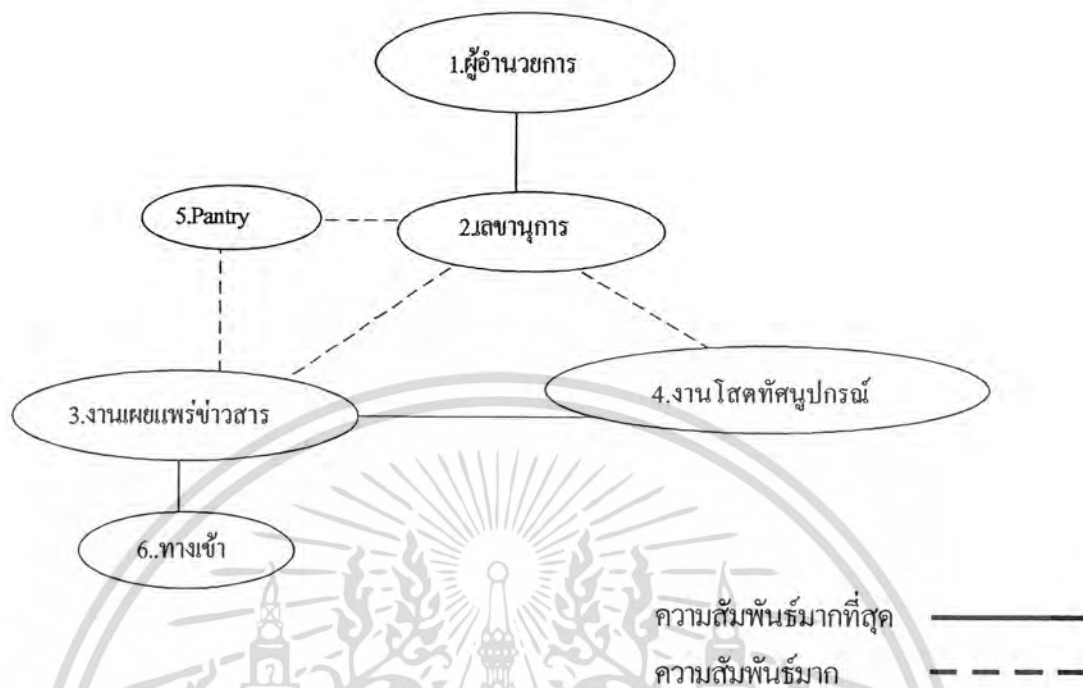 1.ผู้อำนวยการ
5.Pantry
2.เลขานุการ
3.งานเผยแพร่ข่าวสาร
4.งานโสตทัศนูปกรณ์
6..ทางเข้า
ความสัมพันธ์มากที่สุด
ความสัมพันธ์มาก